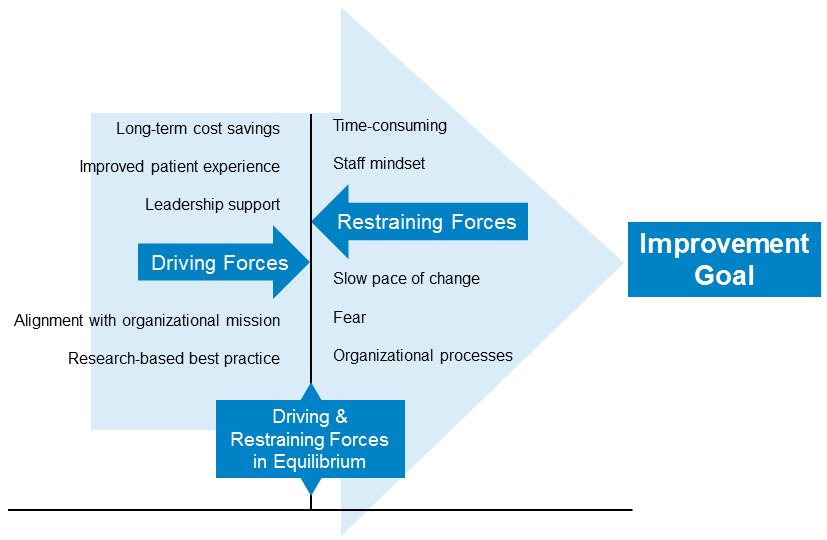 Long-term cost savings
Improved patient experience
Leadership support
Driving Forces
Alignment with organizational mission
Research-based best practice
Time-consuming
Staff mindset
Restraining Forces
Slow pace of change
Fear
Organizational processes
Driving &
Restraining Forces
in Equilibrium
Improvement
Goal